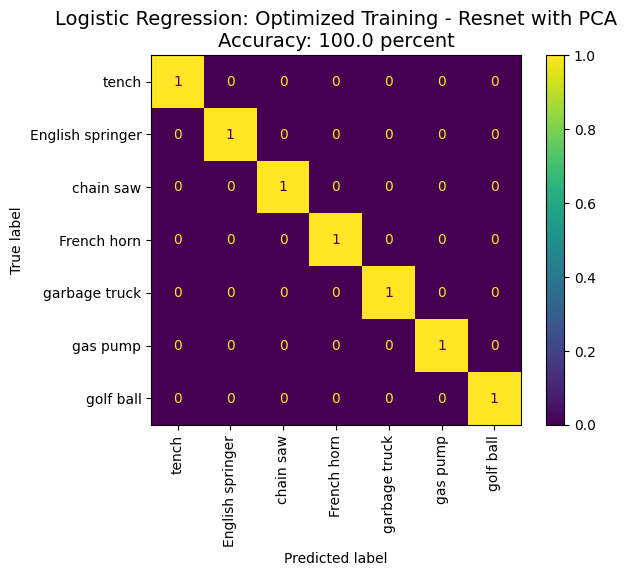 Logistic Regression: Optimized Training - Resnet with PCA
Accuracy: 100.0 percent
True label
tench 1 0 0 0 0 0 0
English springer 0 1 0 0 0 0 0
chain saw 0 0 1 0 0 0 0
French horn 0 0 0 1 0 0 0
garbage truck 0 0 0 0 1 0 0
gas pump 0 0 0 0 0 1 0
golf ball 0 0 0 0 0 0 1
tench
English springer
chain saw
French horn
garbage truck
gas pump
golf ball
Predicted label
1.0
0.8
0.6
0.4
0.2
0.0